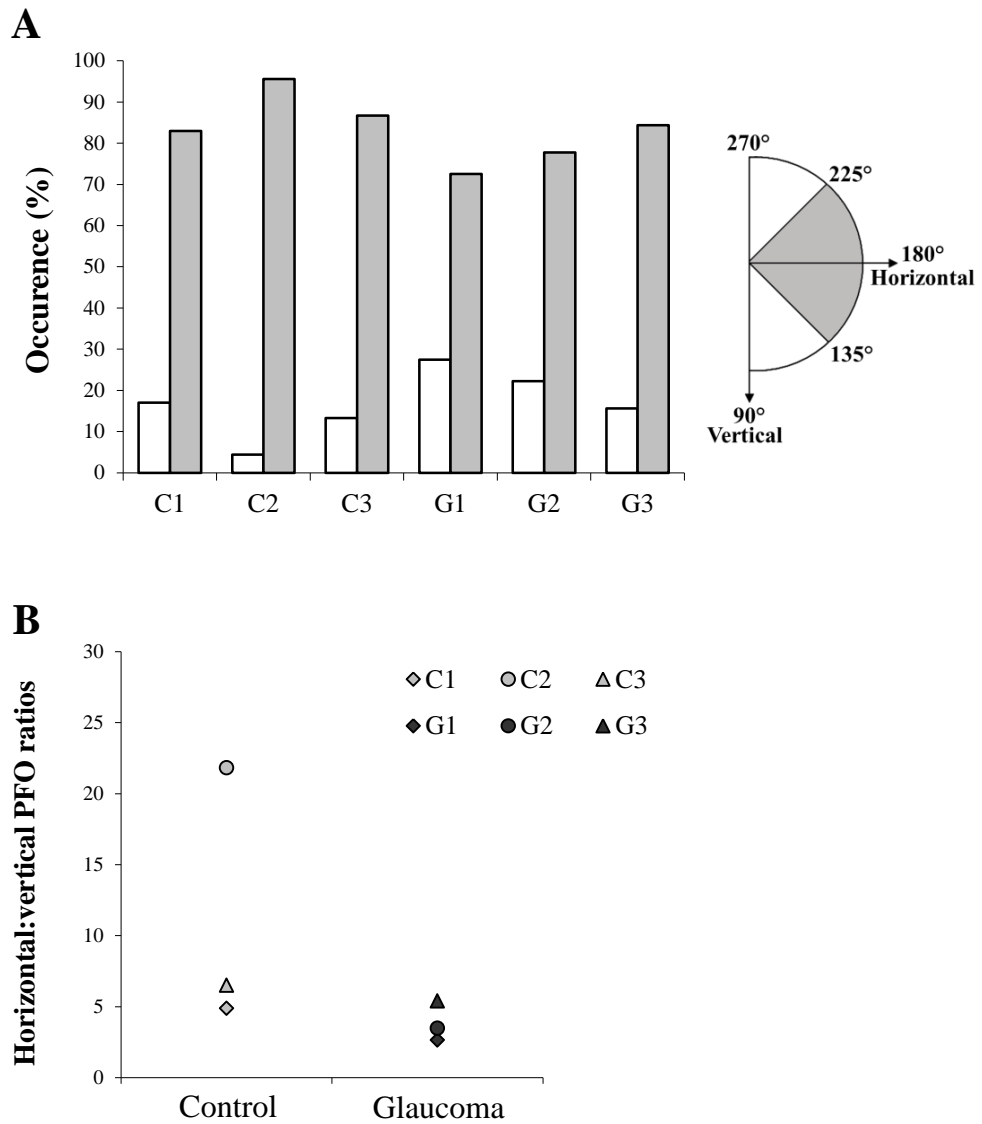 A
Occurence (%)
100
90
80
70
60
50
40
30
20
10
0
C1 C2 C3 G1 G2 G3
270°
225°
180°
Horizontal
135°
90°
Vertical
B
Horizontal:vertical PFO ratios
30
25
20
15
10
5
0
C1 C2 C3
G1 G2 G3
Control Glaucoma